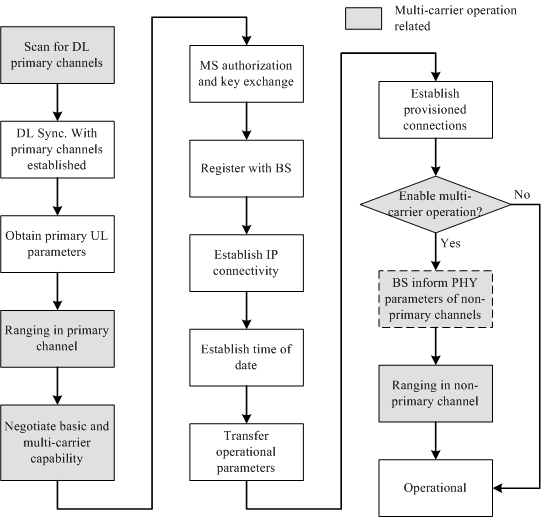 Multi-carrier operation
related
Scan for DL
primary channels
DL Sync. With
primary channels
established
Obtain primary UL
parameters
Ranging in primary
channel
Negotiate basic and
multi-carrier
capability
MS authorization
and key exchange
Register with BS
Establish IP
connectivity
Establish time of
date
Transfer
operational
parameters
Establish
provisioned
connections
Enable multi-
carrier operation?
No
Yes
BS inform PHY
parameters of non-
primary channels
Ranging in non-
primary channel
Operational